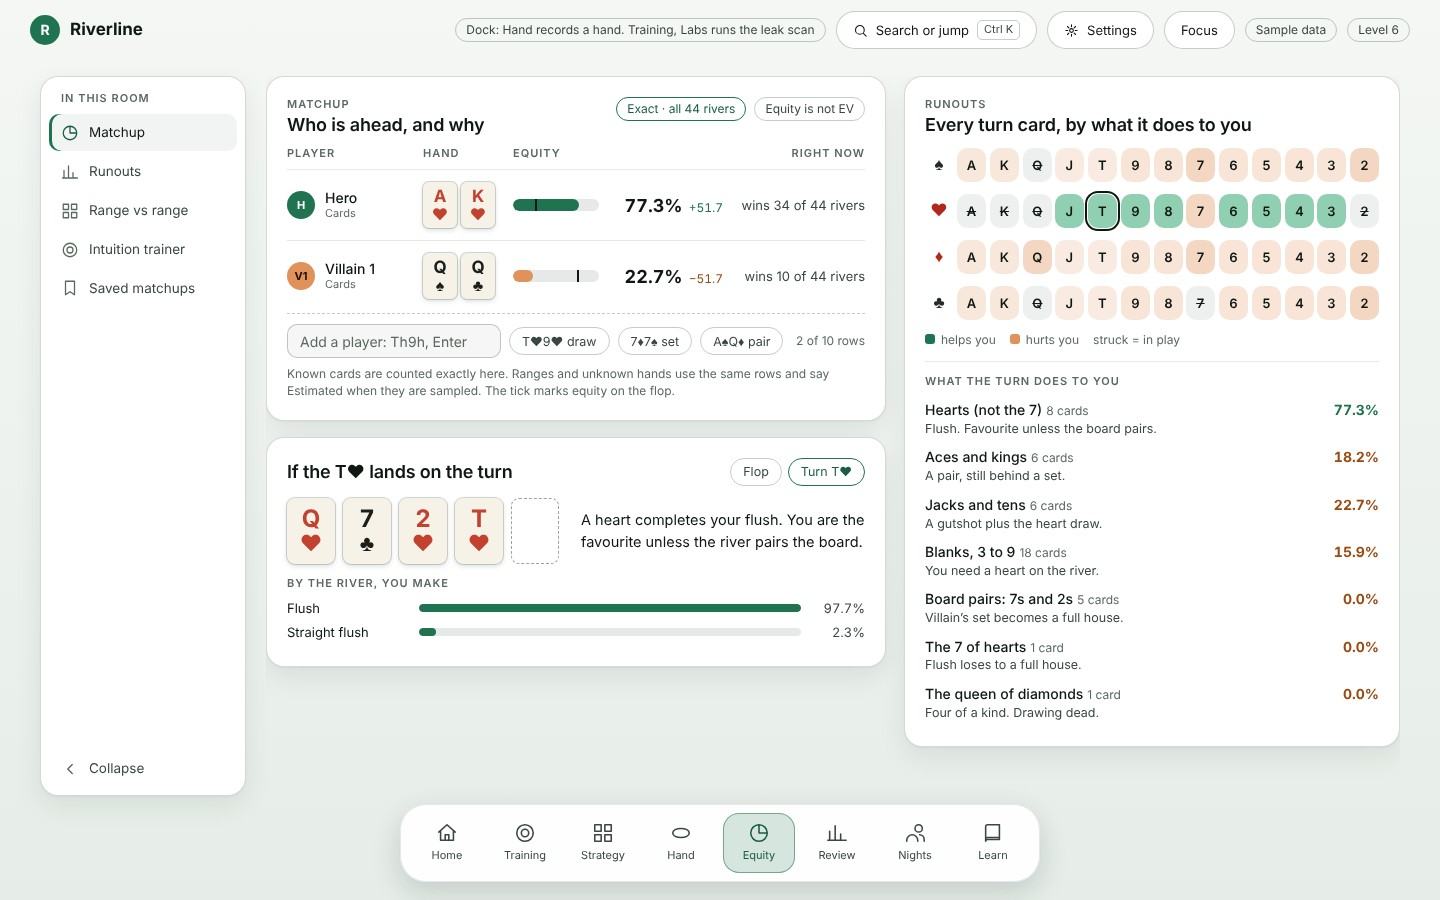 R Riverline
Dock: Hand records a hand. Training, Labs runs the leak scan
Search or jump Ctrl K
Settings
Focus
Sample data
Level 6
IN THIS ROOM
Matchup
Runouts
Range vs range
Intuition trainer
Saved matchups
Collapse
MATCHUP
Who is ahead, and why
Exact · all 44 rivers
Equity is not EV
PLAYER HAND EQUITY RIGHT NOW
H Hero Cards A♥ K♥ 77.3% +51.7 wins 34 of 44 rivers
V1 Villain 1 Cards Q♠ Q♣ 22.7% −51.7 wins 10 of 44 rivers
Add a player: Th9h, Enter
T♥9♥ draw
7♦7♠ set
A♠Q♦ pair
2 of 10 rows
Known cards are counted exactly here. Ranges and unknown hands use the same rows and say
Estimated when they are sampled. The tick marks equity on the flop.
If the T♥ lands on the turn
Flop
Turn T♥
Q♥ 7♣ 2♥ T♥
A heart completes your flush. You are the
favourite unless the river pairs the board.
BY THE RIVER, YOU MAKE
Flush 97.7%
Straight flush 2.3%
RUNOUTS
Every turn card, by what it does to you
♠ A K Q J T 9 8 7 6 5 4 3 2
♥ A K Q J T 9 8 7 6 5 4 3 2
♦ A K Q J T 9 8 7 6 5 4 3 2
♣ A K Q J T 9 8 7 6 5 4 3 2
helps you hurts you struck = in play
WHAT THE TURN DOES TO YOU
Hearts (not the 7) 8 cards 77.3%
Flush. Favourite unless the board pairs.
Aces and kings 6 cards 18.2%
A pair, still behind a set.
Jacks and tens 6 cards 22.7%
A gutshot plus the heart draw.
Blanks, 3 to 9 18 cards 15.9%
You need a heart on the river.
Board pairs: 7s and 2s 5 cards 0.0%
Villain's set becomes a full house.
The 7 of hearts 1 card 0.0%
Flush loses to a full house.
The queen of diamonds 1 card 0.0%
Four of a kind. Drawing dead.
Home
Training
Strategy
Hand
Equity
Review
Nights
Learn